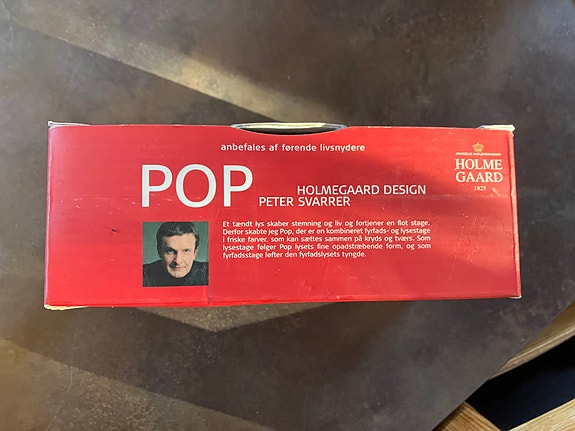 anbefales af førende livsnydere
POP
HOLMEGAARD DESIGN
PETER SVARRER
Et tændt lys skaber stemning og liv og fortjener en flot stage.
Derfor skabte jeg Pop, der er en kombineret fyrfads- og lysestage
i friske farver, som kan sættes sammen på kryds og tværs. Som
lysestage følger Pop lysets fine opadstræbende form, og som
fyrfadsstage løfter den fyrfadslysets tyngde.
KONGELIG HOFLEVERANDØR
HOLME
GAARD
1825